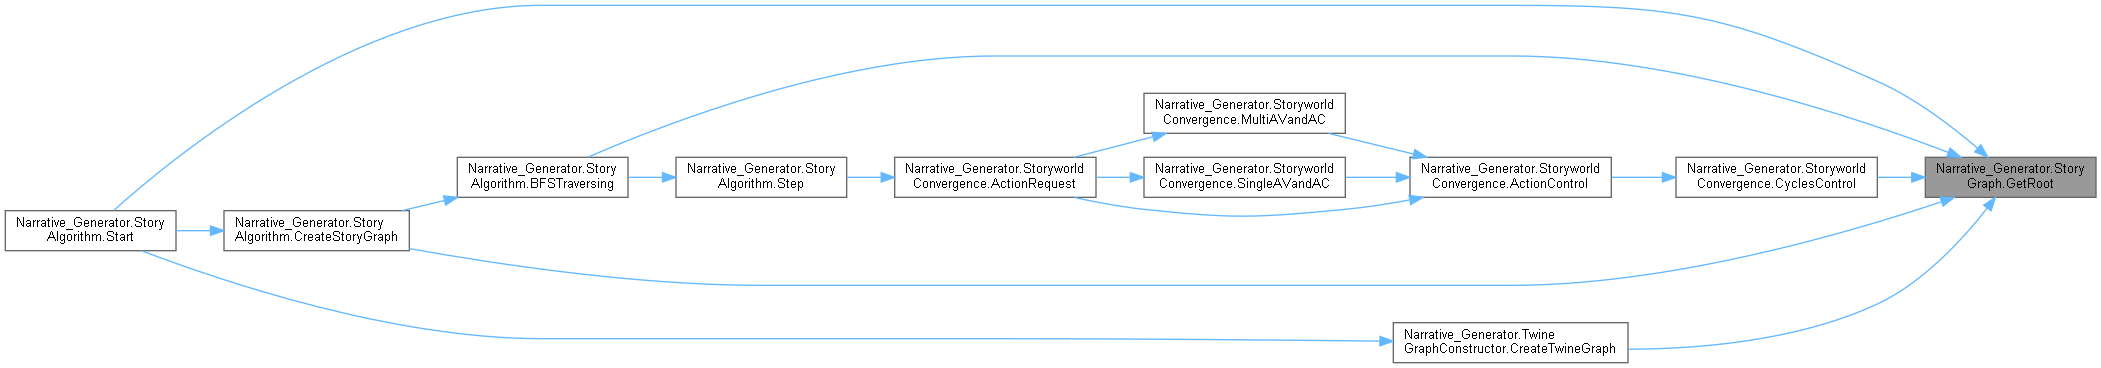 Narrative_Generator.Storyworld
Convergence.MultiAVandAC
Narrative_Generator.Story
Algorithm.BFSTraversing
Narrative_Generator.Story
Algorithm.Step
Narrative_Generator.Storyworld
Convergence.ActionRequest
Narrative_Generator.Storyworld
Convergence.SingleAVandAC
Narrative_Generator.Storyworld
Convergence.ActionControl
Narrative_Generator.Storyworld
Convergence.CyclesControl
Narrative_Generator.Story
Graph.GetRoot
Narrative_Generator.Story
Algorithm.Start
Narrative_Generator.Story
Algorithm.CreateStoryGraph
Narrative_Generator.Twine
GraphConstructor.CreateTwineGraph